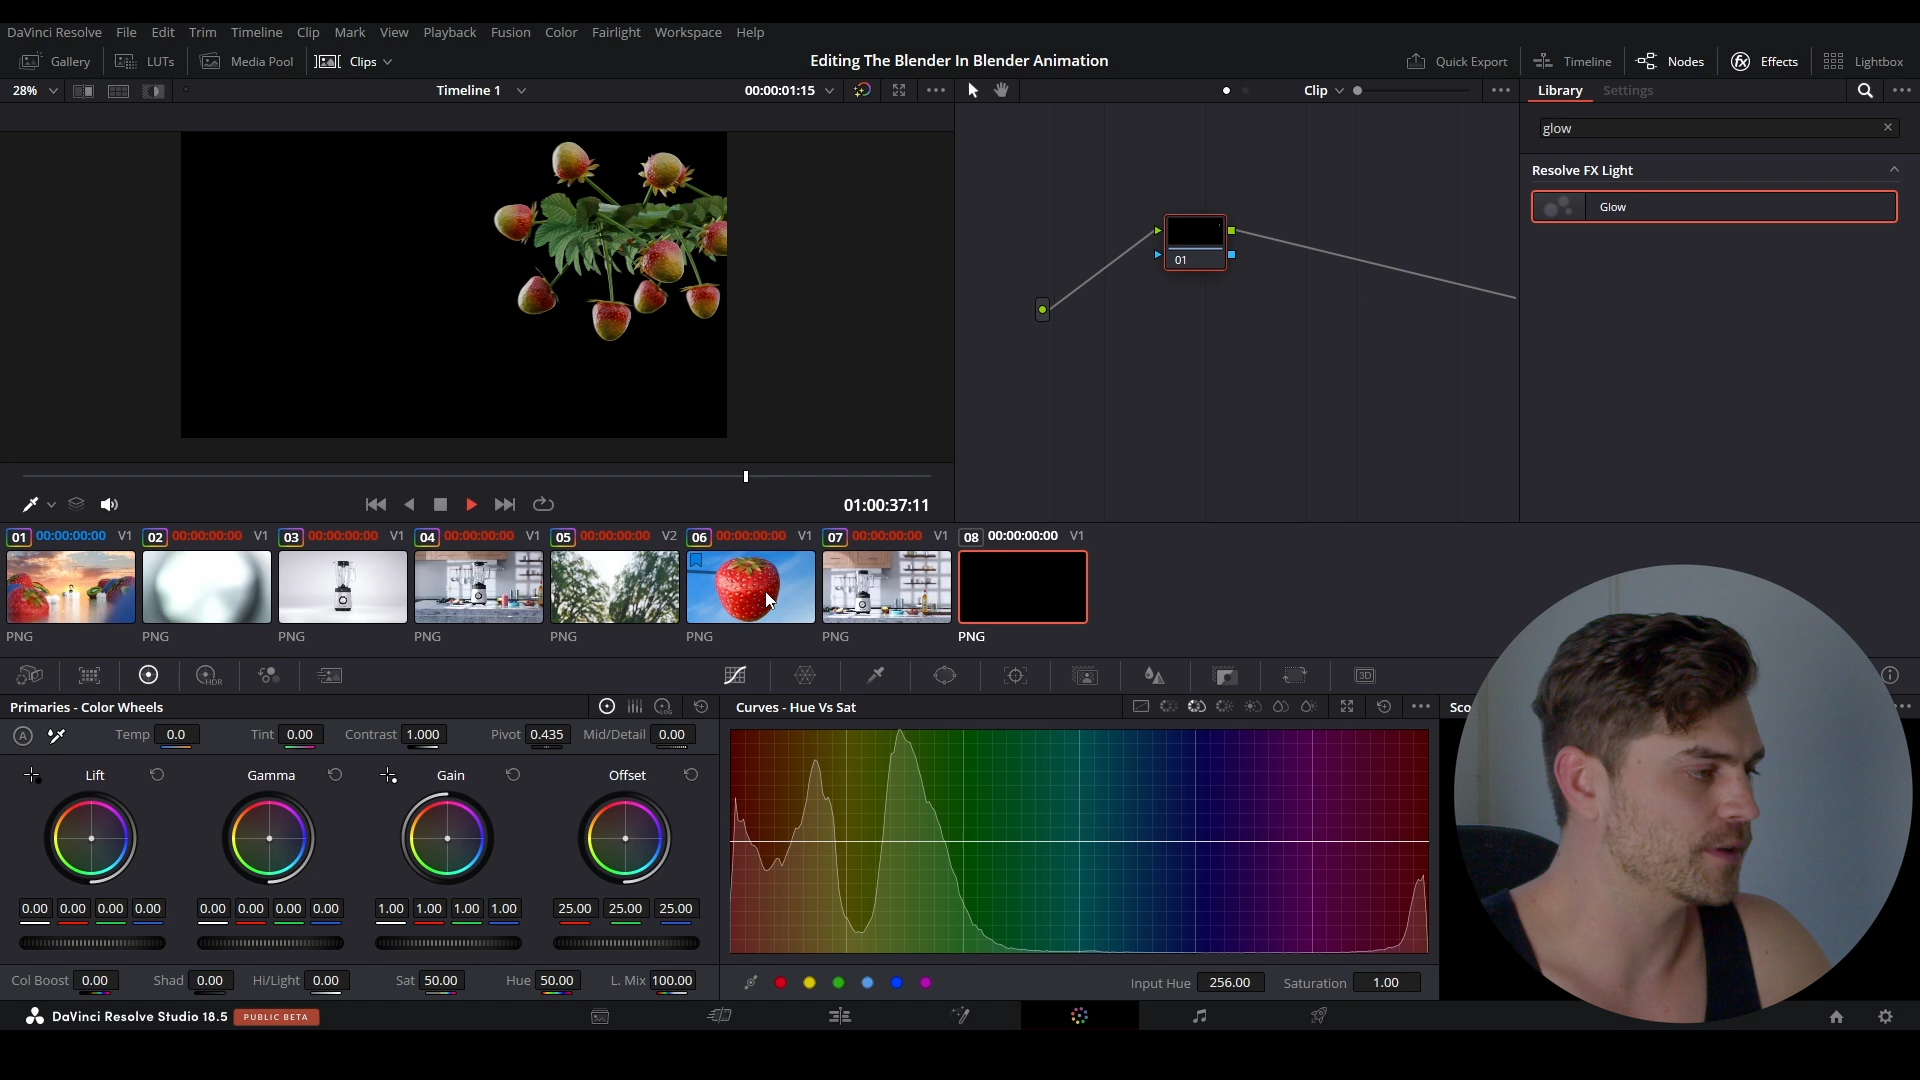 DaVinci Resolve File Edit Trim Timeline Clip Mark View Playback Fusion Color Fairlight Workspace Help
Gallery LUTs Media Pool Clips Editing The Blender In Blender Animation Quick Export Timeline Nodes Effects Lightbox
28% Timeline 1 00:00:01:15 Clip Library Settings
glow
Resolve FX Light
Glow
01
01:00:37:11
01 00:00:00:00 V1 02 00:00:00:00 V1 03 00:00:00:00 V1 04 00:00:00:00 V1 05 00:00:00:00 V2 06 00:00:00:00 V1 07 00:00:00:00 V1 08 00:00:00:00 V1
PNG PNG PNG PNG PNG PNG PNG PNG
HDR 3D
Primaries - Color Wheels LOG Curves - Hue Vs Sat Sco
A Temp 0.0 Tint 0.00 Contrast 1.000 Pivot 0.435 Mid/Detail 0.00
Lift Gamma Gain Offset
0.00 0.00 0.00 0.00 0.00 0.00 0.00 0.00 1.00 1.00 1.00 1.00 25.00 25.00 25.00
Col Boost 0.00 Shad 0.00 Hi/Light 0.00 Sat 50.00 Hue 50.00 L. Mix 100.00 Input Hue 256.00 Saturation 1.00
DaVinci Resolve Studio 18.5 PUBLIC BETA